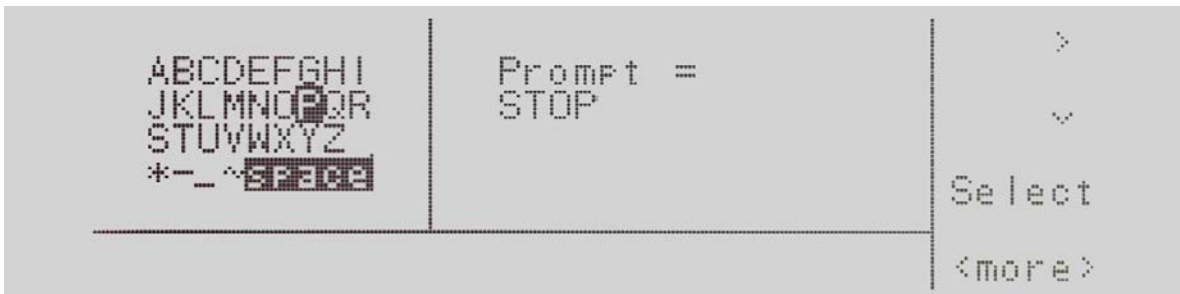 ABCDEFGHI
JKLMNOPQR
STUVWXYZ
*-_~space
Prompt =
STOP
>
Select
<more>